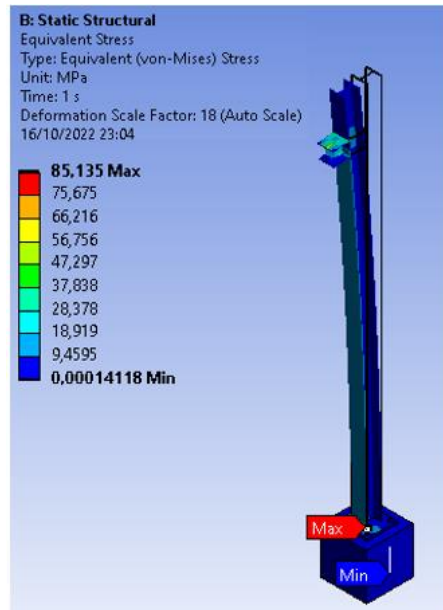 B: Static Structural
Equivalent Stress
Type: Equivalent (von-Mises) Stress
Unit: MPa
Time: 1 s
Deformation Scale Factor: 18 (Auto Scale)
16/10/2022 23:04
85,135 Max
75,675
66,216
56,756
47,297
37,838
28,378
18,919
9,4595
0,00014118 Min
Max
Min